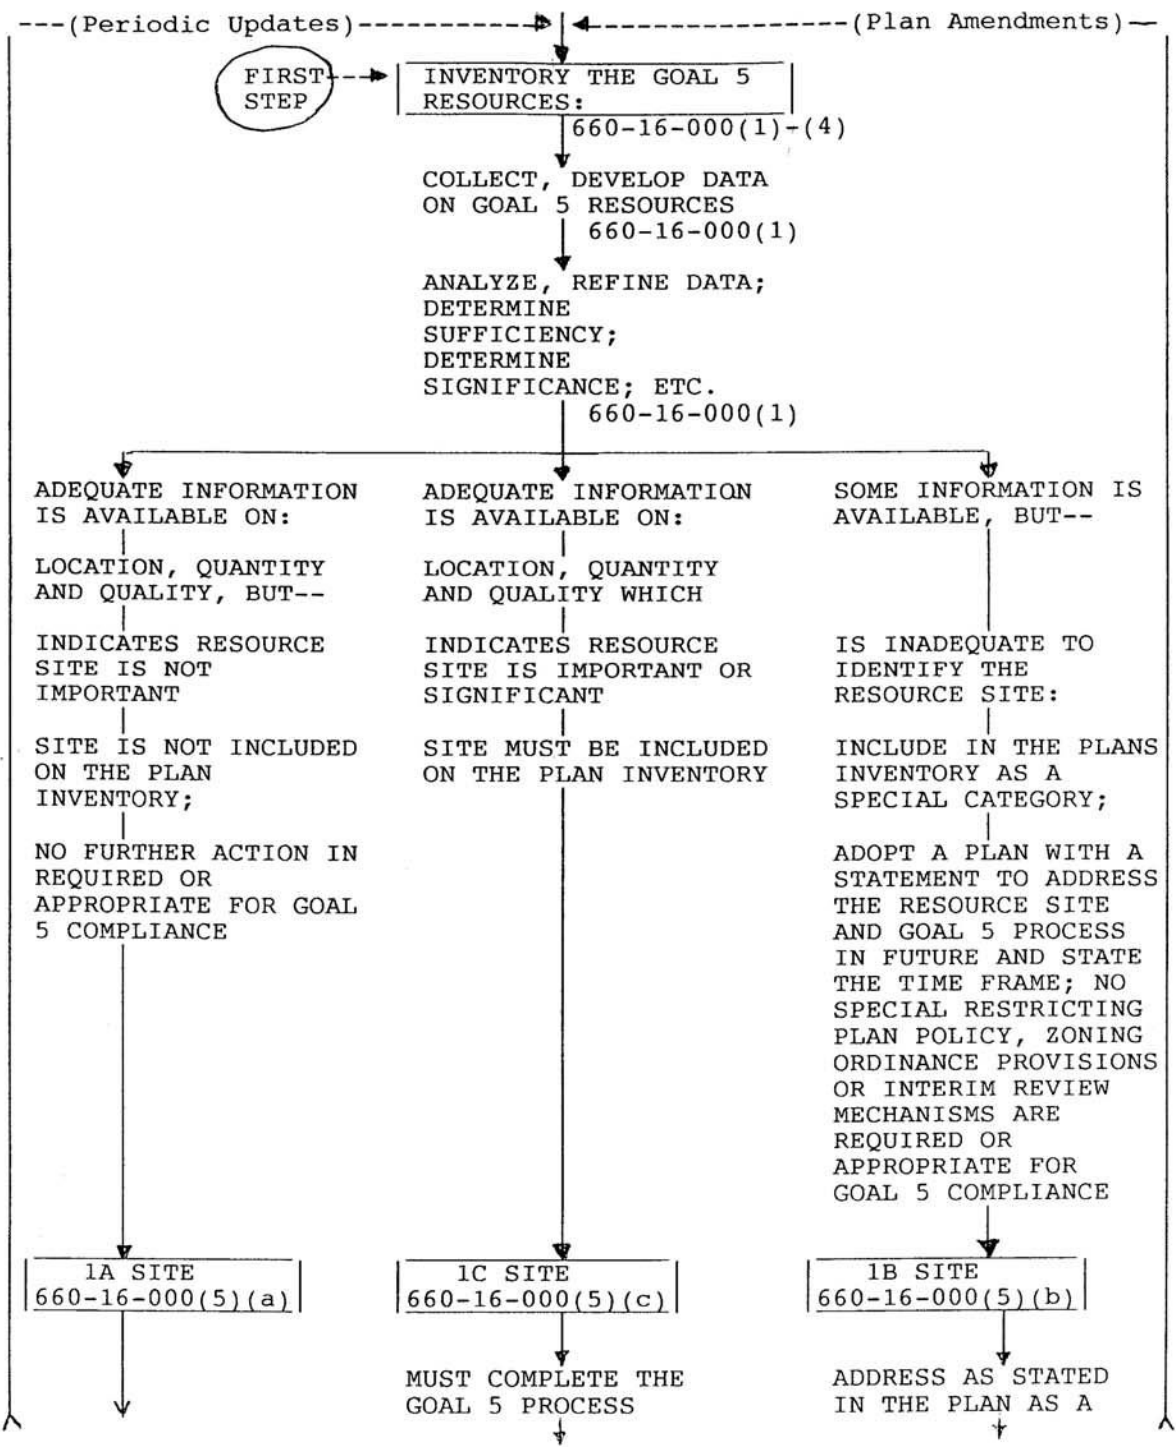 ---(Periodic Updates)------------
------------------(Plan Amendments)—
FIRST
STEP
INVENTORY THE GOAL 5
RESOURCES:
660-16-000(1)-(4)
COLLECT, DEVELOP DATA
ON GOAL 5 RESOURCES
660-16-000(1)
ANALYZE, REFINE DATA;
DETERMINE
SUFFICIENCY;
DETERMINE
SIGNIFICANCE; ETC.
660-16-000(1)
ADEQUATE INFORMATION
IS AVAILABLE ON:
LOCATION, QUANTITY
AND QUALITY, BUT--
INDICATES RESOURCE
SITE IS NOT
IMPORTANT
SITE IS NOT INCLUDED
ON THE PLAN
INVENTORY;
NO FURTHER ACTION IN
REQUIRED OR
APPROPRIATE FOR GOAL
5 COMPLIANCE
1A SITE
660-16-000(5)(a)
ADEQUATE INFORMATION
IS AVAILABLE ON:
LOCATION, QUANTITY
AND QUALITY WHICH
INDICATES RESOURCE
SITE IS IMPORTANT OR
SIGNIFICANT
SITE MUST BE INCLUDED
ON THE PLAN INVENTORY
1C SITE
660-16-000(5)(c)
MUST COMPLETE THE
GOAL 5 PROCESS
SOME INFORMATION IS
AVAILABLE, BUT--
IS INADEQUATE TO
IDENTIFY THE
RESOURCE SITE:
INCLUDE IN THE PLANS
INVENTORY AS A
SPECIAL CATEGORY;
ADOPT A PLAN WITH A
STATEMENT TO ADDRESS
THE RESOURCE SITE
AND GOAL 5 PROCESS
IN FUTURE AND STATE
THE TIME FRAME; NO
SPECIAL RESTRICTING
PLAN POLICY, ZONING
ORDINANCE PROVISIONS
OR INTERIM REVIEW
MECHANISMS ARE
REQUIRED OR
APPROPRIATE FOR
GOAL 5 COMPLIANCE
1B SITE
660-16-000(5)(b)
ADDRESS AS STATED
IN THE PLAN AS A